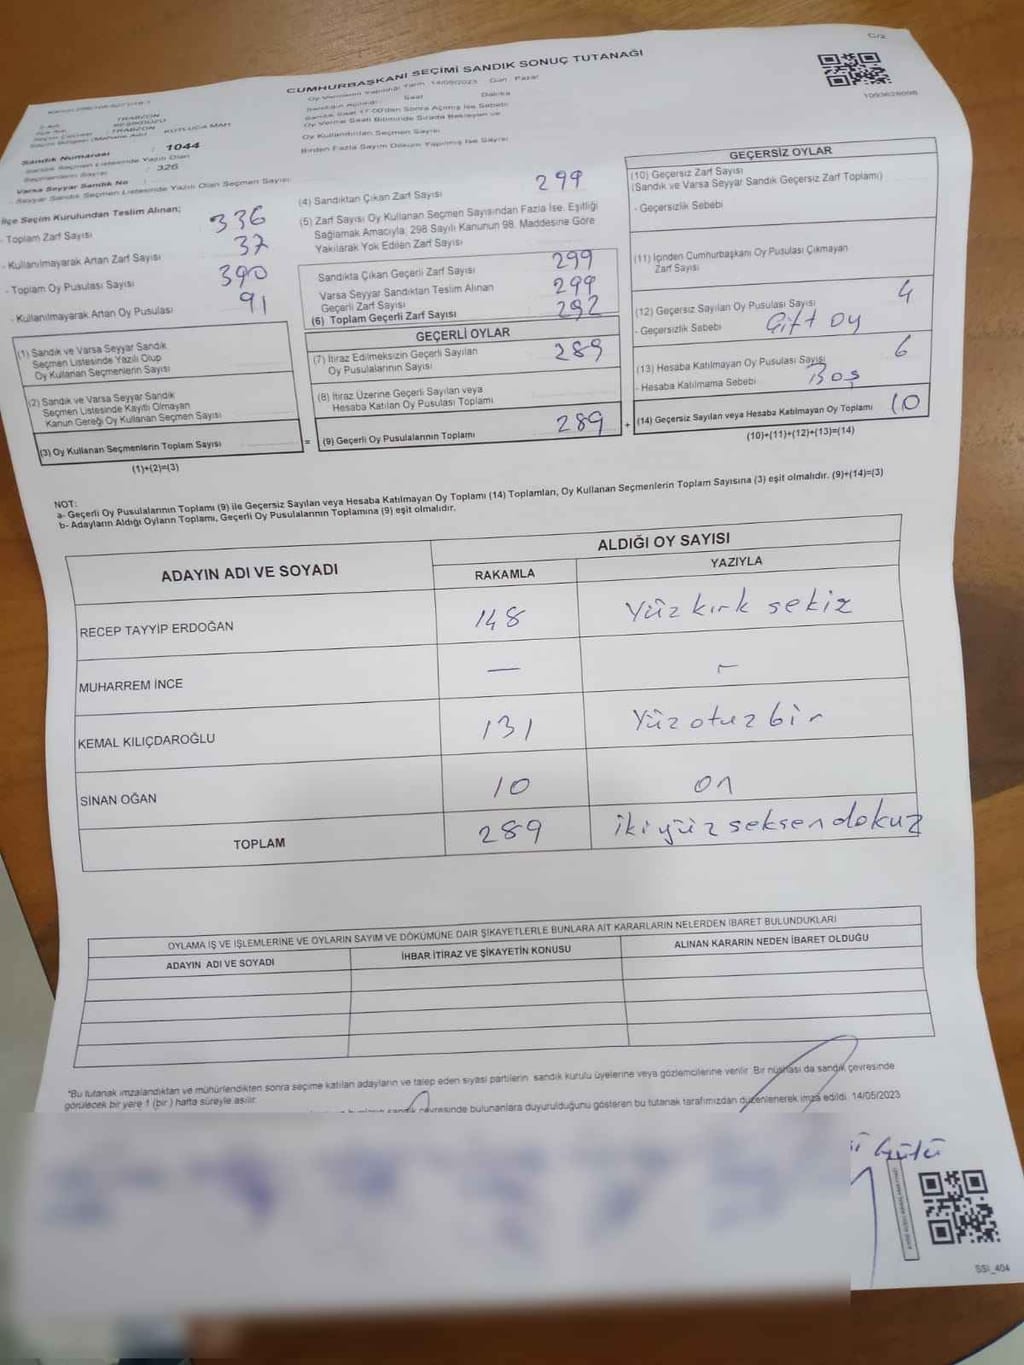 C/2
CUMHURBAŞKANI SEÇİMİ SANDIK SONUÇ TUTANAĞI
Oy Vermenin Yapıldığı Tarih: 14/05/2023 Gün: Pazar
Saat Dakika
Sandık Saat 17.00'den Sonra Açılmış İse Sebebi
Oy Verme Saati Bitiminde Sırada Bekleyen ve
Oy Kullandırılan Seçmen Sayısı
Birden Fazla Sayım Döküm Yapılmış İse Sayısı
TRABZON
TRABZON KUTLUCA MAH
Sandık Numarası : 1044
Sandık Seçmen Listesinde Yazılı Olan
Seçmenlerin Sayısı : 326
Varsa Seyyar Sandık No :
Seyyar Sandık Seçmen Listesinde Yazılı Olan Seçmen Sayısı:
İlçe Seçim Kurulundan Teslim Alınan;
- Toplam Zarf Sayısı 336
- Kullanılmayarak Artan Zarf Sayısı 37
- Toplam Oy Pusulası Sayısı 390
- Kullanılmayarak Artan Oy Pusulası 91
(1) Sandık ve Varsa Seyyar Sandık
Seçmen Listesinde Yazılı Olup
Oy Kullanan Seçmenlerin Sayısı
(2) Sandık ve Varsa Seyyar Sandık
Seçmen Listesinde Kayıtlı Olmayan
Kanun Gereği Oy Kullanan Seçmen Sayısı
(3) Oy Kullanan Seçmenlerin Toplam Sayısı
(1)+(2)=(3)
=
(4) Sandıktan Çıkan Zarf Sayısı 299
(5) Zarf Sayısı Oy Kullanan Seçmen Sayısından Fazla İse, Eşitliği
Sağlamak Amacıyla; 298 Sayılı Kanunun 98. Maddesine Göre
Yakılarak Yok Edilen Zarf Sayısı
Sandıkta Çıkan Geçerli Zarf Sayısı 299
Varsa Seyyar Sandıktan Teslim Alınan
Geçerli Zarf Sayısı 299
(6) Toplam Geçerli Zarf Sayısı 292
GEÇERLİ OYLAR
(7) İtiraz Edilmeksizin Geçerli Sayılan
Oy Pusulalarının Sayısı 289
(8) İtiraz Üzerine Geçerli Sayılan veya
Hesaba Katılan Oy Pusulası Toplamı
(9) Geçerli Oy Pusulalarının Toplamı 289
+
GEÇERSİZ OYLAR
(10) Geçersiz Zarf Sayısı
(Sandık ve Varsa Seyyar Sandık Geçersiz Zarf Toplamı)
- Geçersizlik Sebebi
(11) İçinden Cumhurbaşkanı Oy Pusulası Çıkmayan
Zarf Sayısı
(12) Geçersiz Sayılan Oy Pusulası Sayısı 4
- Geçersizlik Sebebi Çift oy
(13) Hesaba Katılmayan Oy Pusulası Sayısı 6
- Hesaba Katılmama Sebebi Boş
(14) Geçersiz Sayılan veya Hesaba Katılmayan Oy Toplamı 10
(10)+(11)+(12)+(13)=(14)
NOT:
a- Geçerli Oy Pusulalarının Toplamı (9) ile Geçersiz Sayılan veya Hesaba Katılmayan Oy Toplamı (14) Toplamları, Oy Kullanan Seçmenlerin Toplam Sayısına (3) eşit olmalıdır. (9)+(14)=(3)
b- Adayların Aldığı Oyların Toplamı, Geçerli Oy Pusulalarının Toplamına (9) eşit olmalıdır.
ADAYIN ADI VE SOYADI
ALDIĞI OY SAYISI
RAKAMLA YAZIYLA
RECEP TAYYİP ERDOĞAN 148 Yüz kırk sekiz
MUHARREM İNCE — –
KEMAL KILIÇDAROĞLU 131 Yüz otuz bir
SİNAN OĞAN 10 on
TOPLAM 289 iki yüz seksen dokuz
OYLAMA İŞ VE İŞLEMLERİNE VE OYLARIN SAYIM VE DÖKÜMÜNE DAİR ŞİKAYETLERLE BUNLARA AİT KARARLARIN NELERDEN İBARET BULUNDUKLARI
ADAYIN ADI VE SOYADI İHBAR İTİRAZ VE ŞİKAYETİN KONUSU ALINAN KARARIN NEDEN İBARET OLDUĞU
*Bu tutanak imzalandıktan ve mühürlendikten sonra seçime katılan adayların ve talep eden siyasi partilerin, sandık kurulu üyelerine veya gözlemcilerine verilir. Bir nüshası da sandık çevresinde
görülecek bir yere 1 (bir) hafta süreyle asılır.
sandık çevresinde bulunanlara duyurulduğunu gösteren bu tutanak tarafımızdan düzenlenerek imza edildi. 14/05/2023
SSI_404